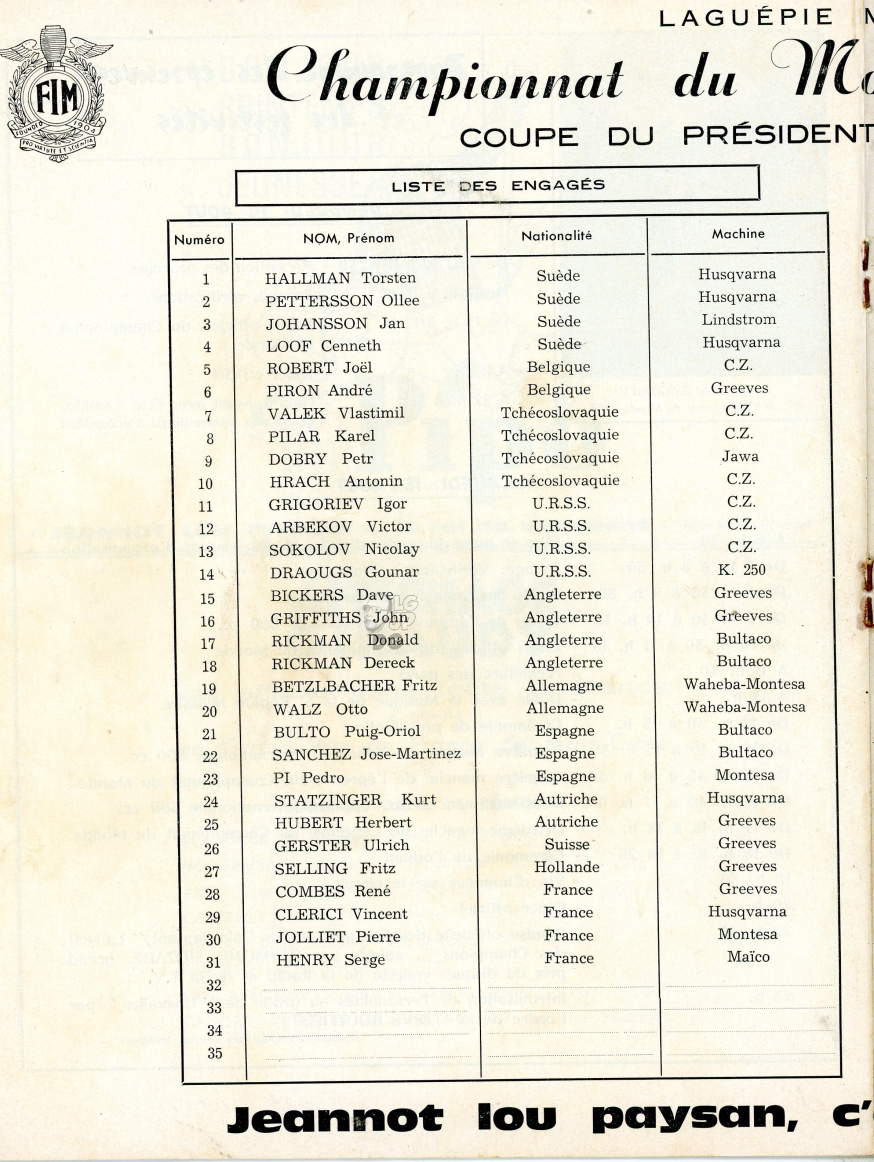 LAGUÉPIE
Championnat du Mo
COUPE DU PRÉSIDENT
FIM
FOUNDED 1904
PRO VIRTUTE ET SCIENTIA
LISTE DES ENGAGÉS
Numéro NOM, Prénom Nationalité Machine
1 HALLMAN Torsten Suède Husqvarna
2 PETTERSSON Ollee Suède Husqvarna
3 JOHANSSON Jan Suède Lindstrom
4 LOOF Cenneth Suède Husqvarna
5 ROBERT Joël Belgique C.Z.
6 PIRON André Belgique Greeves
7 VALEK Vlastimil Tchécoslovaquie C.Z.
8 PILAR Karel Tchécoslovaquie C.Z.
9 DOBRY Petr Tchécoslovaquie Jawa
10 HRACH Antonin Tchécoslovaquie C.Z.
11 GRIGORIEV Igor U.R.S.S. C.Z.
12 ARBEKOV Victor U.R.S.S. C.Z.
13 SOKOLOV Nicolay U.R.S.S. C.Z.
14 DRAOUGS Gounar U.R.S.S. K. 250
15 BICKERS Dave Angleterre Greeves
16 GRIFFITHS John Angleterre Greeves
17 RICKMAN Donald Angleterre Bultaco
18 RICKMAN Dereck Angleterre Bultaco
19 BETZLBACHER Fritz Allemagne Waheba-Montesa
20 WALZ Otto Allemagne Waheba-Montesa
21 BULTO Puig-Oriol Espagne Bultaco
22 SANCHEZ Jose-Martinez Espagne Bultaco
23 PI Pedro Espagne Montesa
24 STATZINGER Kurt Autriche Husqvarna
25 HUBERT Herbert Autriche Greeves
26 GERSTER Ulrich Suisse Greeves
27 SELLING Fritz Hollande Greeves
28 COMBES René France Greeves
29 CLERICI Vincent France Husqvarna
30 JOLLIET Pierre France Montesa
31 HENRY Serge France Maïco
32
33
34
35
Jeannot lou paysan, c'